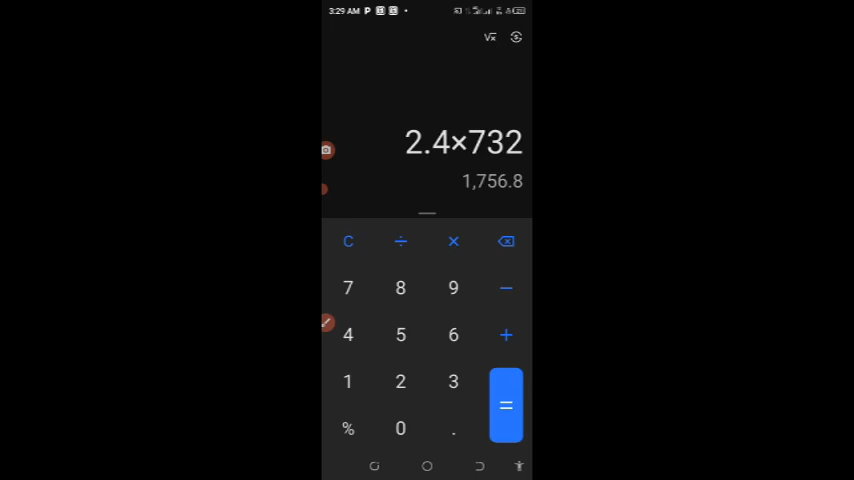 3:29 AM P
√x
2.4×732
1,756.8
C ÷ ×
7 8 9 −
4 5 6 +
1 2 3
% 0 . =